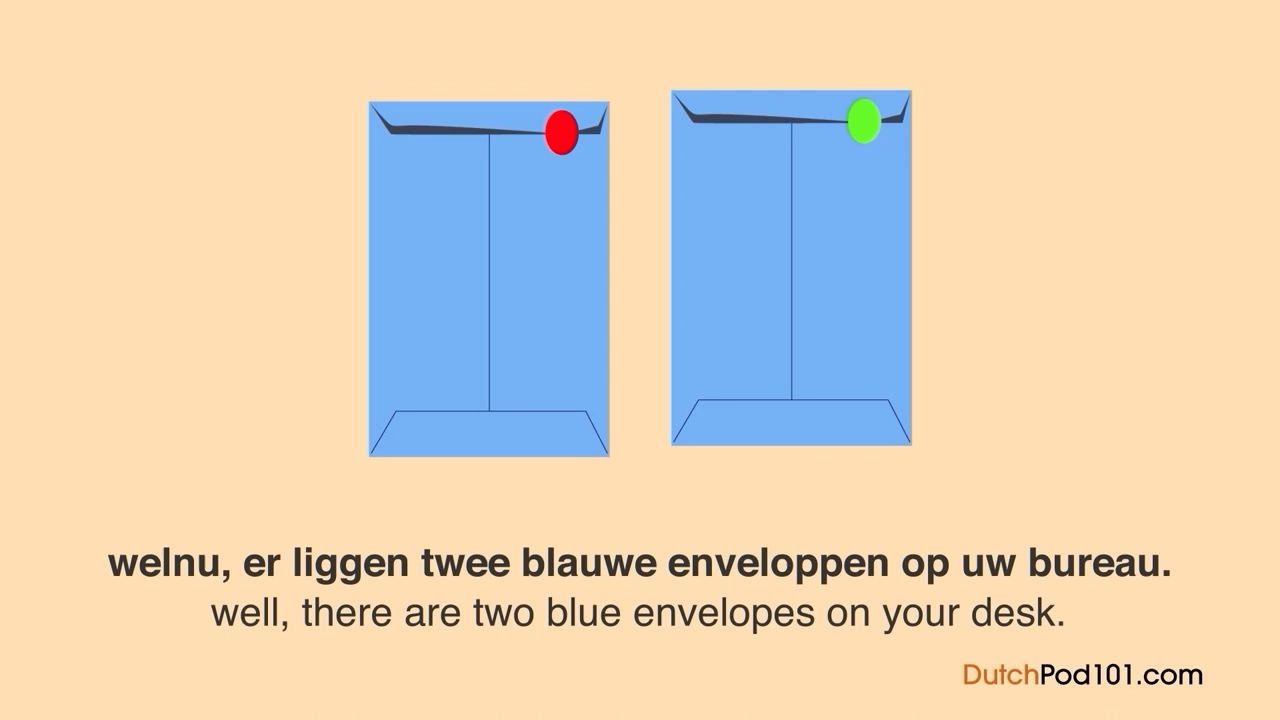 welnu, er liggen twee blauwe enveloppen op uw bureau.
well, there are two blue envelopes on your desk.
DutchPod101.com